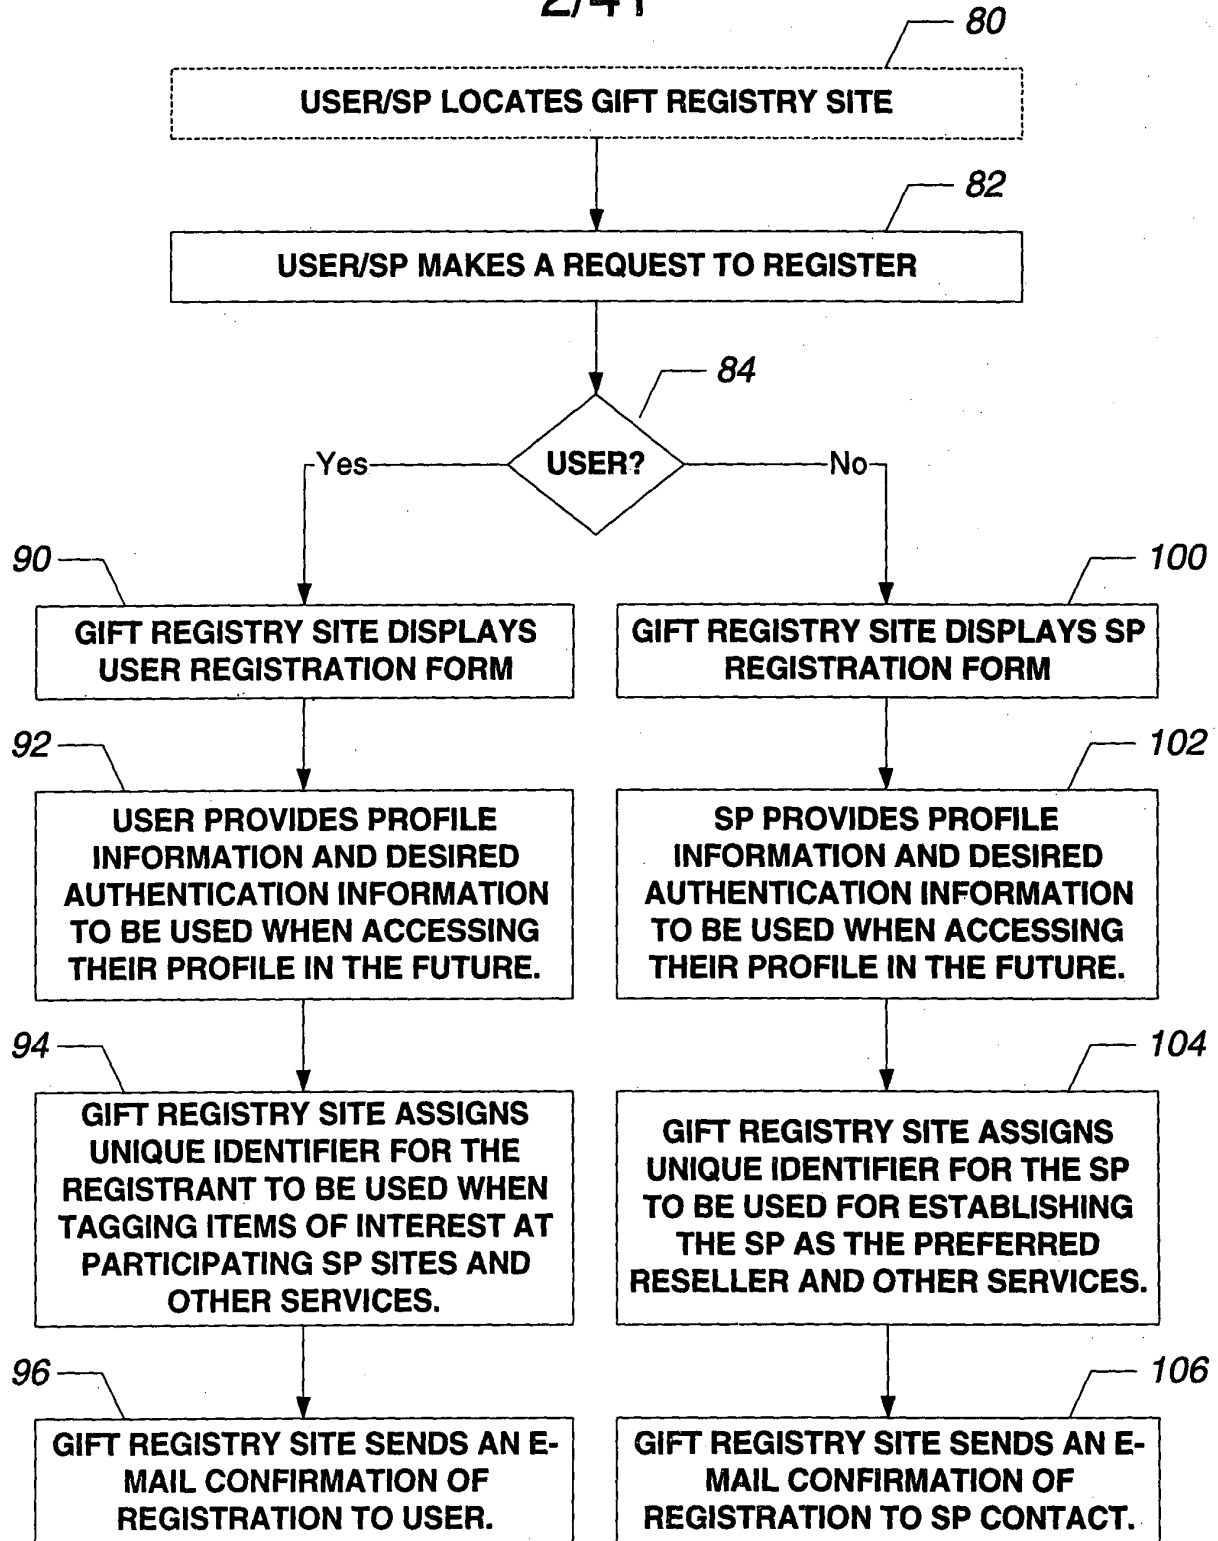 2/41
80
USER/SP LOCATES GIFT REGISTRY SITE
82
USER/SP MAKES A REQUEST TO REGISTER
84
USER?
Yes
No
90
GIFT REGISTRY SITE DISPLAYS
USER REGISTRATION FORM
100
GIFT REGISTRY SITE DISPLAYS SP
REGISTRATION FORM
92
USER PROVIDES PROFILE
INFORMATION AND DESIRED
AUTHENTICATION INFORMATION
TO BE USED WHEN ACCESSING
THEIR PROFILE IN THE FUTURE.
102
SP PROVIDES PROFILE
INFORMATION AND DESIRED
AUTHENTICATION INFORMATION
TO BE USED WHEN ACCESSING
THEIR PROFILE IN THE FUTURE.
94
GIFT REGISTRY SITE ASSIGNS
UNIQUE IDENTIFIER FOR THE
REGISTRANT TO BE USED WHEN
TAGGING ITEMS OF INTEREST AT
PARTICIPATING SP SITES AND
OTHER SERVICES.
104
GIFT REGISTRY SITE ASSIGNS
UNIQUE IDENTIFIER FOR THE SP
TO BE USED FOR ESTABLISHING
THE SP AS THE PREFERRED
RESELLER AND OTHER SERVICES.
96
GIFT REGISTRY SITE SENDS AN E-
MAIL CONFIRMATION OF
REGISTRATION TO USER.
106
GIFT REGISTRY SITE SENDS AN E-
MAIL CONFIRMATION OF
REGISTRATION TO SP CONTACT.